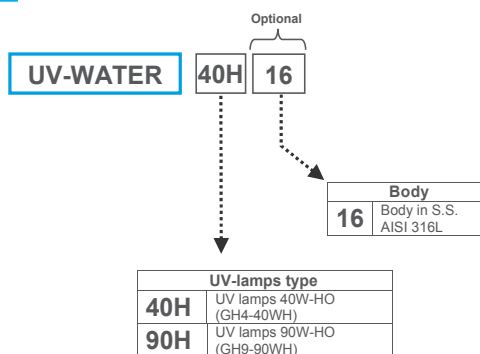 Optional
UV-WATER 40H 16
Body
16 Body in S.S.
AISI 316L
UV-lamps type
40H UV lamps 40W-HO
(GH4-40WH)
90H UV lamps 90W-HO
(GH9-90WH)